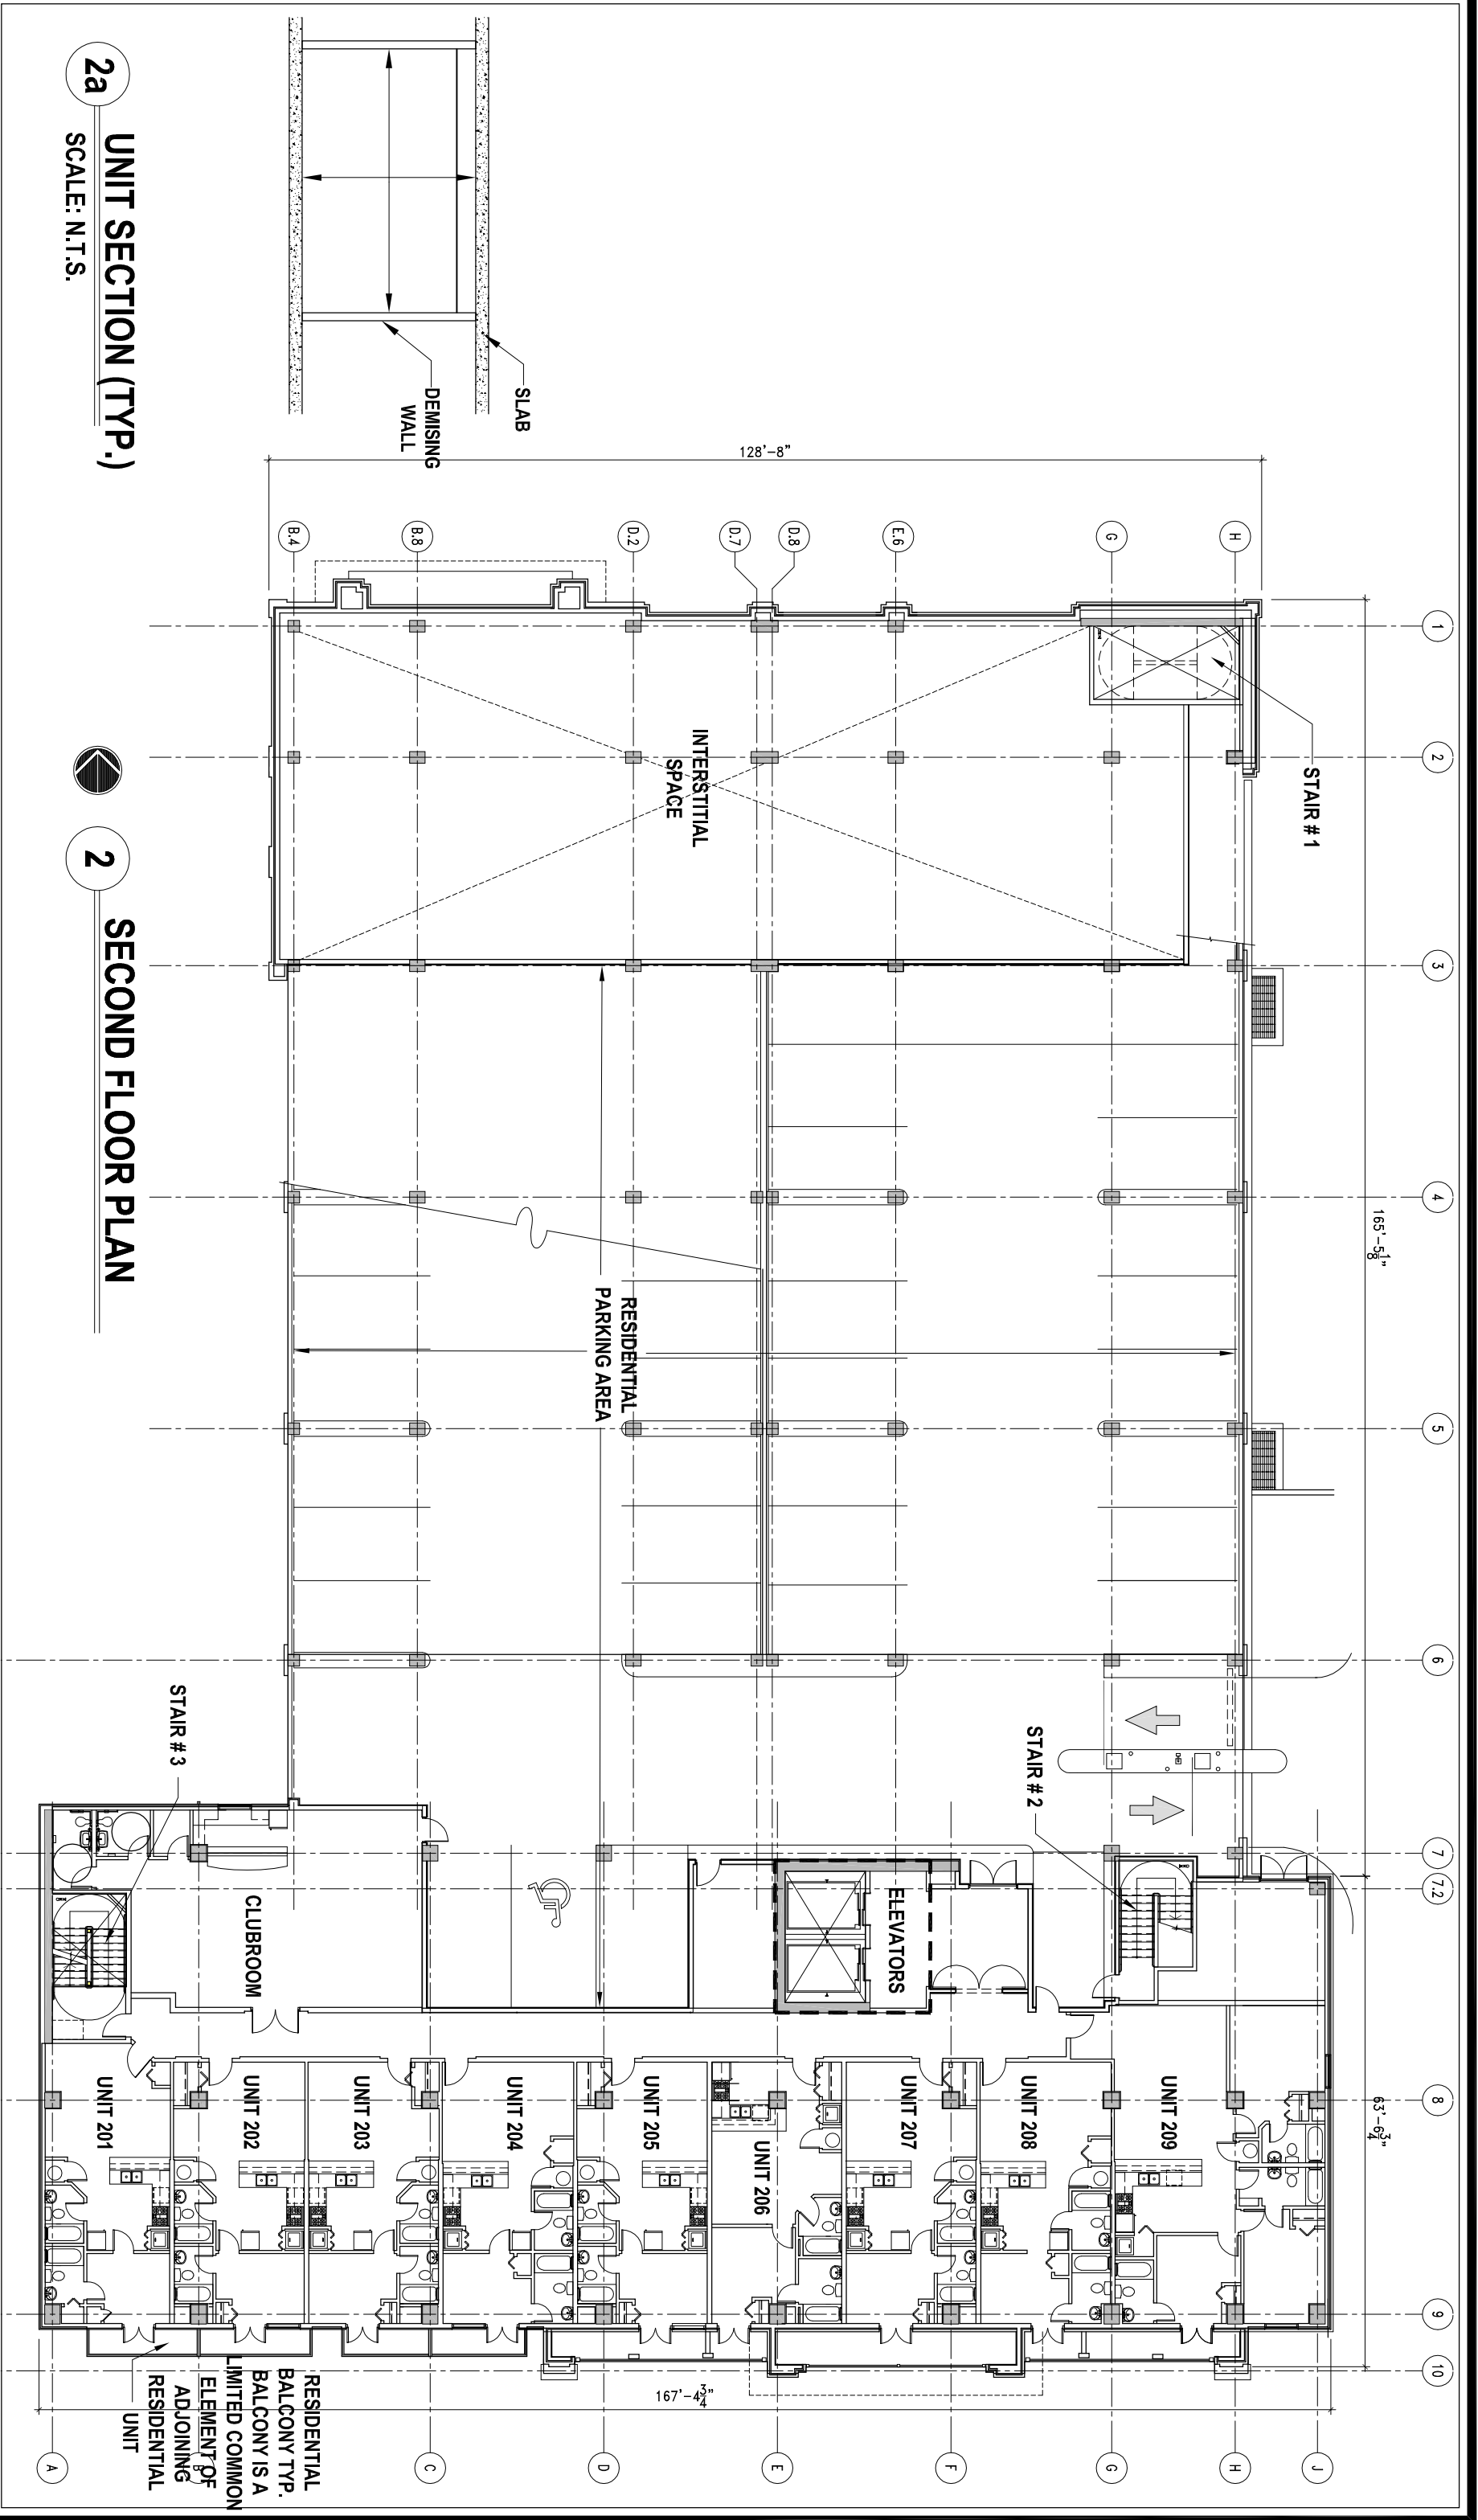 1
2
3
4
5
6
7
7.2
8
9
10
165'-5 1/8"
63'-6 3/4"
H
G
E.6
D.8
D.7
D.2
B.8
B.4
128'-8"
J
H
G
F
E
D
C
B
A
167'-4 3/4"
STAIR # 1
INTERSTITIAL
SPACE
RESIDENTIAL
PARKING AREA
STAIR # 2
STAIR # 3
ELEVATORS
CLUBROOM
UNIT 209
UNIT 208
UNIT 207
UNIT 206
UNIT 205
UNIT 204
UNIT 203
UNIT 202
UNIT 201
RESIDENTIAL
BALCONY TYP.
BALCONY IS A
LIMITED COMMON
ELEMENT OF
ADJOINING
RESIDENTIAL
UNIT
SLAB
DEMISING
WALL
2a
UNIT SECTION (TYP.)
SCALE: N.T.S.
2
SECOND FLOOR PLAN